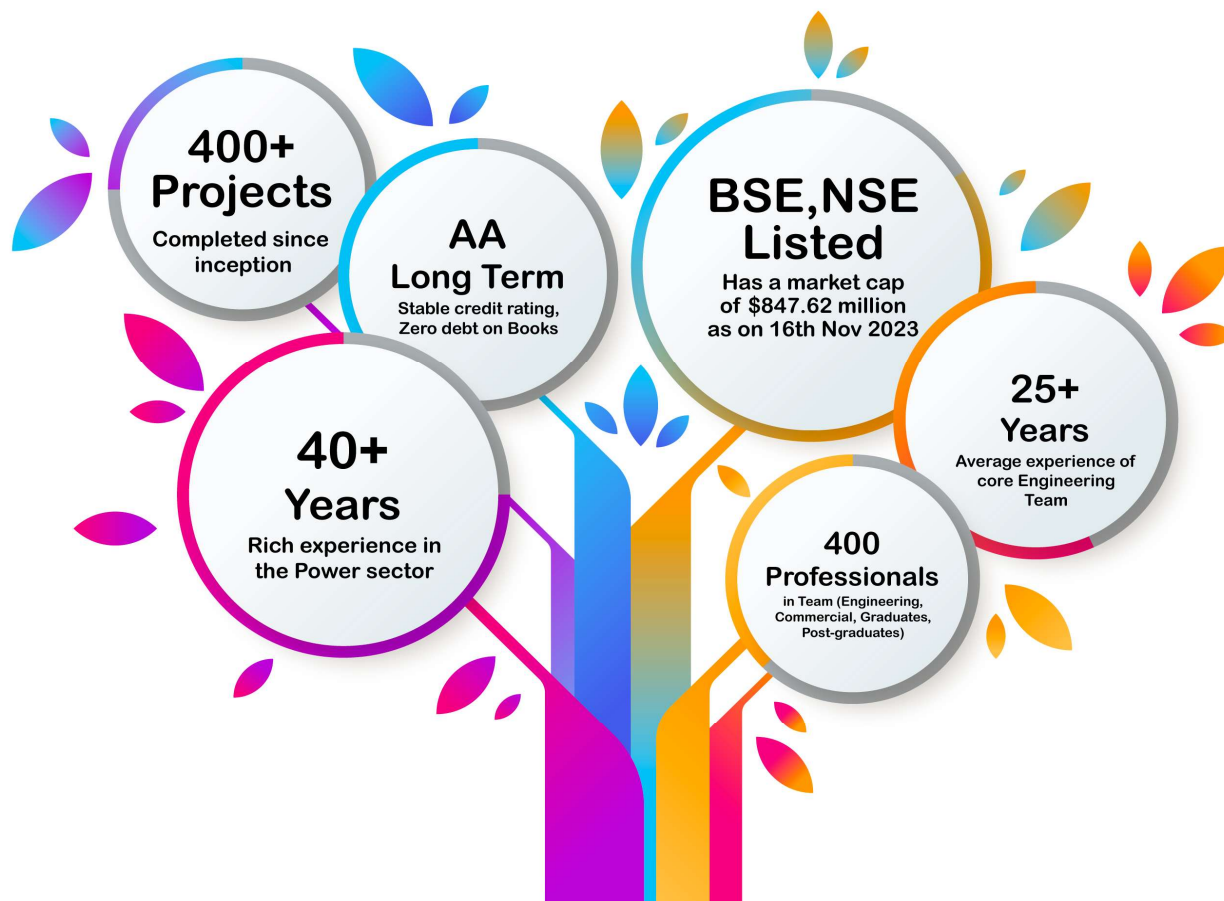 400+
Projects
Completed since
inception
AA
Long Term
Stable credit rating,
Zero debt on Books
BSE,NSE
Listed
Has a market cap
of $847.62 million
as on 16th Nov 2023
40+
Years
Rich experience in
the Power sector
25+
Years
Average experience of
core Engineering
Team
400
Professionals
in Team (Engineering,
Commercial, Graduates,
Post-graduates)